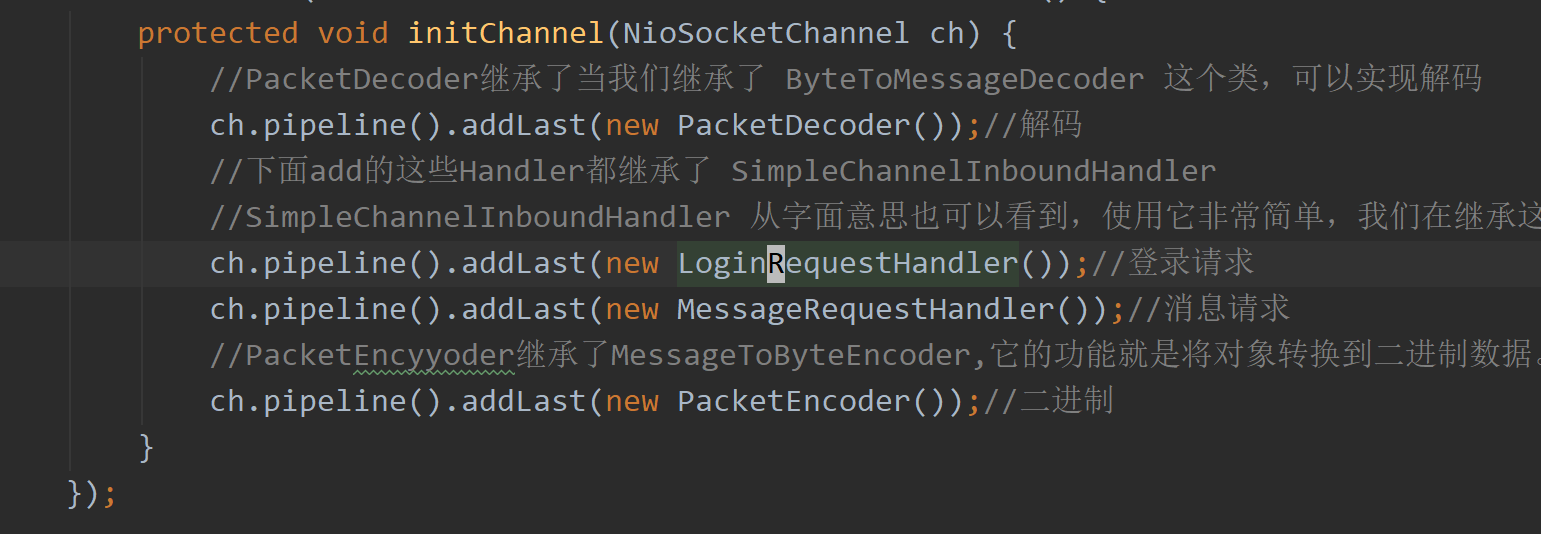 protected void initChannel(NioSocketChannel ch) {
//PacketDecoder继承了当我们继承了 ByteToMessageDecoder 这个类，可以实现解码
ch.pipeline().addLast(new PacketDecoder());//解码
//下面add的这些Handler都继承了 SimpleChannelInboundHandler
//SimpleChannelInboundHandler 从字面意思也可以看到，使用它非常简单，我们在继承这
ch.pipeline().addLast(new LoginRequestHandler());//登录请求
ch.pipeline().addLast(new MessageRequestHandler());//消息请求
//PacketEncyyoder继承了MessageToByteEncoder,它的功能就是将对象转换到二进制数据。
ch.pipeline().addLast(new PacketEncoder());//二进制
}
});